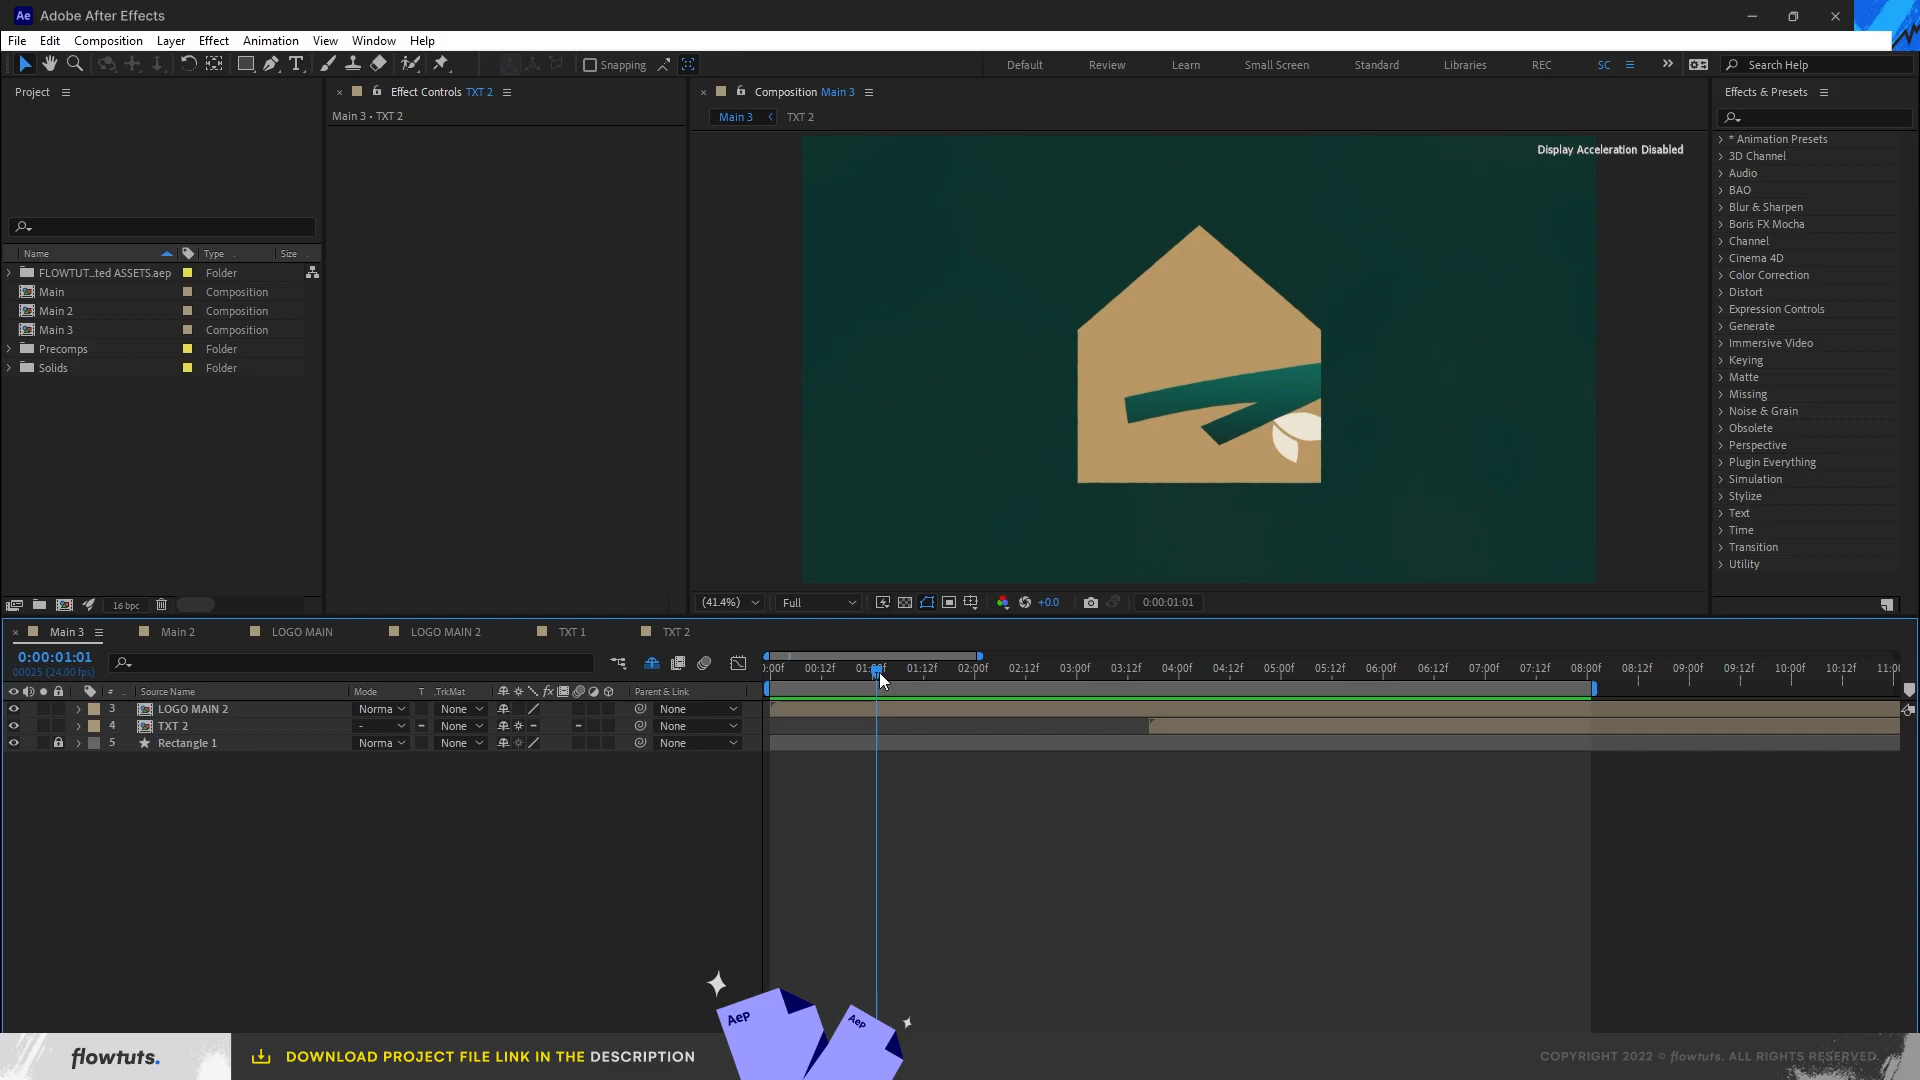 Ae Adobe After Effects
File Edit Composition Layer Effect Animation View Window Help
Snapping Default Review Learn Small Screen Standard Libraries REC SC Search Help
Project
Effect Controls TXT 2
Composition Main 3
Effects & Presets
Main 3 • TXT 2
Main 3 TXT 2
Display Acceleration Disabled
Name Type Size
FLOWTUT...ted ASSETS.aep Folder
Main Composition
Main 2 Composition
Main 3 Composition
Precomps Folder
Solids Folder
* Animation Presets
3D Channel
Audio
BAO
Blur & Sharpen
Boris FX Mocha
Channel
Cinema 4D
Color Correction
Distort
Expression Controls
Generate
Immersive Video
Keying
Matte
Missing
Noise & Grain
Obsolete
Perspective
Plugin Everything
Simulation
Stylize
Text
Time
Transition
Utility
16 bpc
(41.4%) Full +0.0 0:00:01:01
Main 3 Main 2 LOGO MAIN LOGO MAIN 2 TXT 1 TXT 2
0:00:01:01
00025 (24.00 fps)
):00f 00:12f 01:00f 01:12f 02:00f 02:12f 03:00f 03:12f 04:00f 04:12f 05:00f 05:12f 06:00f 06:12f 07:00f 07:12f 08:00f 08:12f 09:00f 09:12f 10:00f 10:12f 11:00
# Source Name Mode T .TrkMat fx Parent & Link
3 LOGO MAIN 2 Norma None None
4 TXT 2 - None None
5 Rectangle 1 Norma None None
Aep
Aep
flowtuts.
DOWNLOAD PROJECT FILE LINK IN THE DESCRIPTION
COPYRIGHT 2022 © flowtuts. ALL RIGHTS RESERVED.